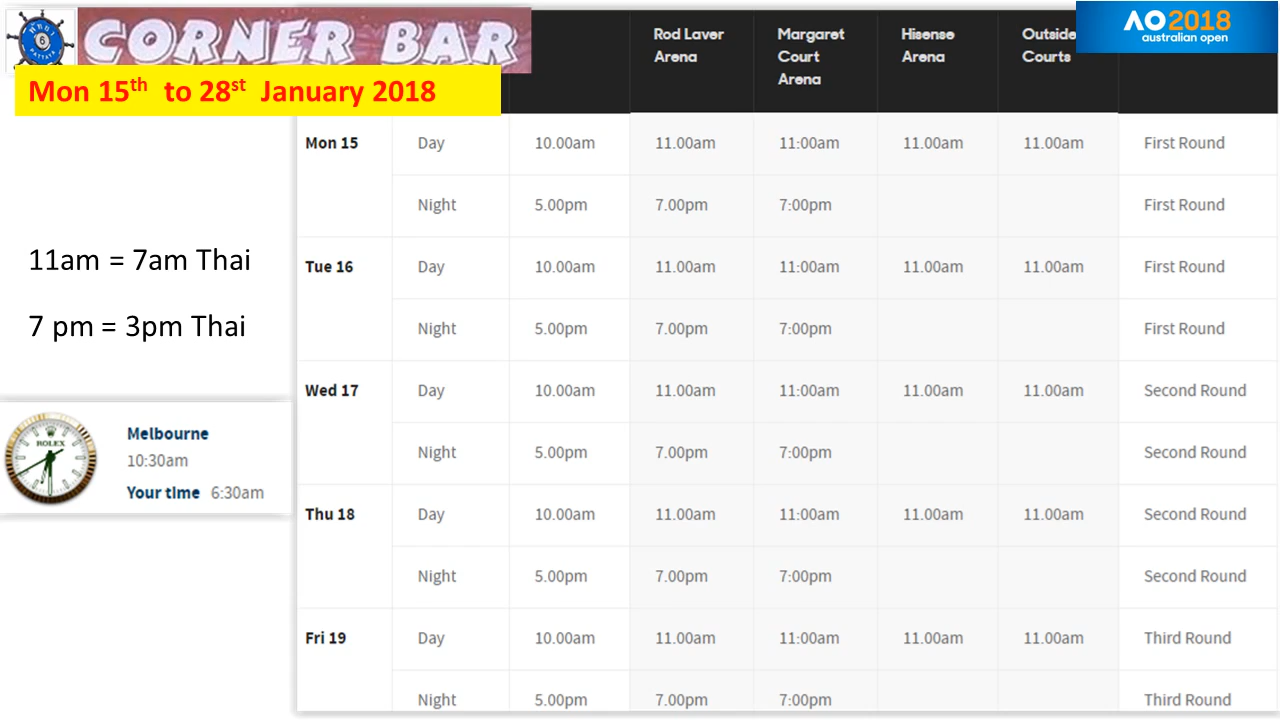 CORNER BAR
PATTAYA
6
AO2018
australian open
Mon 15th to 28st January 2018
Rod Laver Arena Margaret Court Arena Hisense Arena Outside Courts
Mon 15 Day 10.00am 11.00am 11:00am 11.00am 11.00am First Round
Night 5.00pm 7.00pm 7:00pm First Round
Tue 16 Day 10.00am 11.00am 11:00am 11.00am 11.00am First Round
Night 5.00pm 7.00pm 7:00pm First Round
Wed 17 Day 10.00am 11.00am 11:00am 11.00am 11.00am Second Round
Night 5.00pm 7.00pm 7:00pm Second Round
Thu 18 Day 10.00am 11.00am 11:00am 11.00am 11.00am Second Round
Night 5.00pm 7.00pm 7:00pm Second Round
Fri 19 Day 10.00am 11.00am 11:00am 11.00am 11.00am Third Round
Night 5.00pm 7.00pm 7:00pm Third Round
11am = 7am Thai
7 pm = 3pm Thai
ROLEX
Melbourne
10:30am
Your time 6:30am